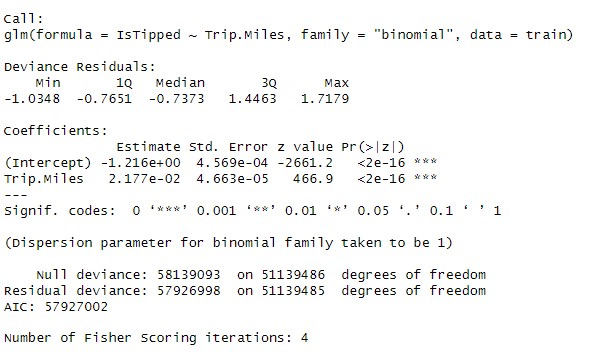 Call:
glm(formula = IsTipped ~ Trip.Miles, family = "binomial", data = train)
Deviance Residuals:
Min 1Q Median 3Q Max
-1.0348 -0.7651 -0.7373 1.4463 1.7179
Coefficients:
Estimate Std. Error z value Pr(>|z|)
(Intercept) -1.216e+00 4.569e-04 -2661.2 <2e-16 ***
Trip.Miles 2.177e-02 4.663e-05 466.9 <2e-16 ***
---
Signif. codes: 0 ‘***’ 0.001 ‘**’ 0.01 ‘*’ 0.05 ‘.’ 0.1 ‘ ’ 1
(Dispersion parameter for binomial family taken to be 1)
Null deviance: 58139093 on 51139486 degrees of freedom
Residual deviance: 57926998 on 51139485 degrees of freedom
AIC: 57927002
Number of Fisher Scoring iterations: 4